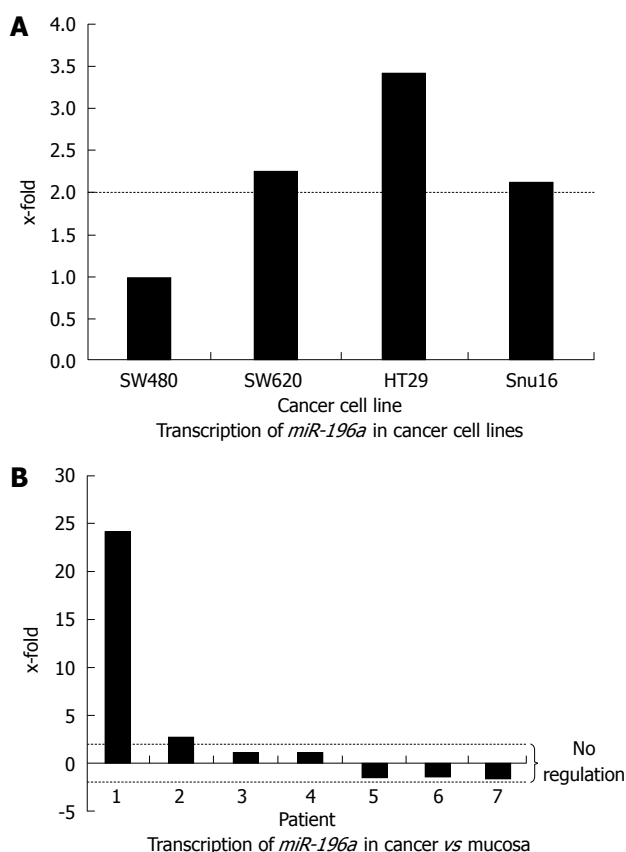 A
4.0
3.5
3.0
2.5
2.0
1.5
1.0
0.5
0.0
x-fold
SW480 SW620 HT29 Snu16
Cancer cell line
Transcription of miR-196a in cancer cell lines
B
30
25
20
15
10
5
0
-5
x-fold
No
regulation
1 2 3 4 5 6 7
Patient
Transcription of miR-196a in cancer vs mucosa